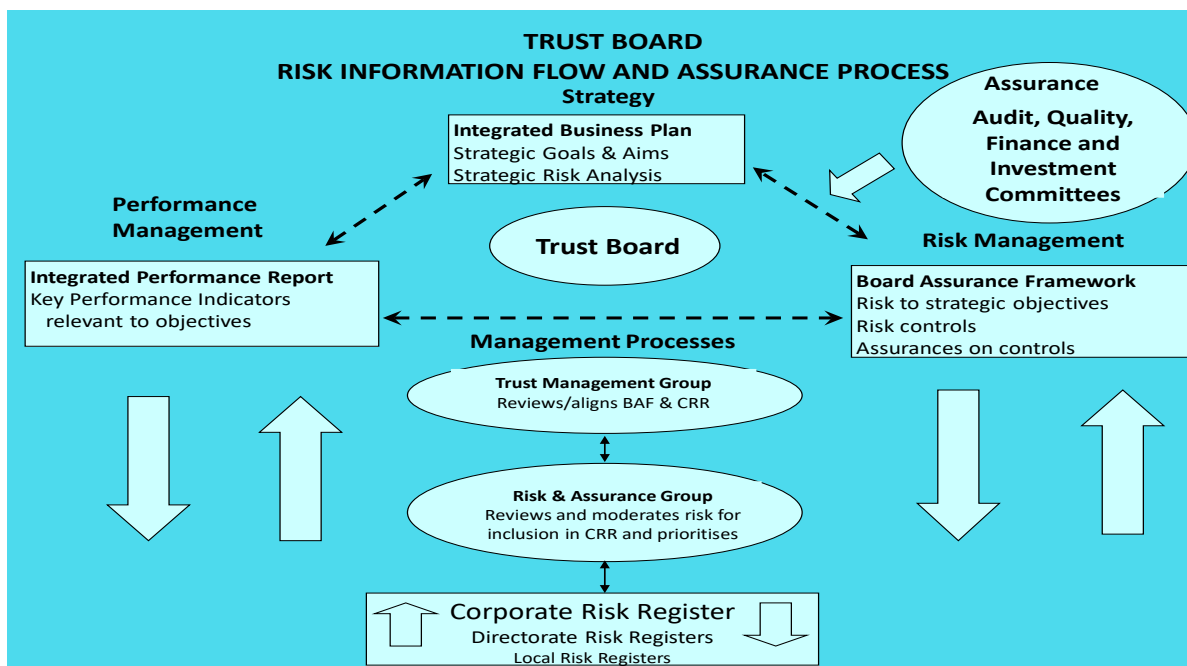 TRUST BOARD
RISK INFORMATION FLOW AND ASSURANCE PROCESS
Strategy
Integrated Business Plan
Strategic Goals & Aims
Strategic Risk Analysis
Assurance
Audit, Quality,
Finance and
Investment
Committees
Performance
Management
Trust Board
Risk Management
Integrated Performance Report
Key Performance Indicators
relevant to objectives
Board Assurance Framework
Risk to strategic objectives
Risk controls
Assurances on controls
Management Processes
Trust Management Group
Reviews/aligns BAF & CRR
Risk & Assurance Group
Reviews and moderates risk for
inclusion in CRR and prioritises
Corporate Risk Register
Directorate Risk Registers
Local Risk Registers